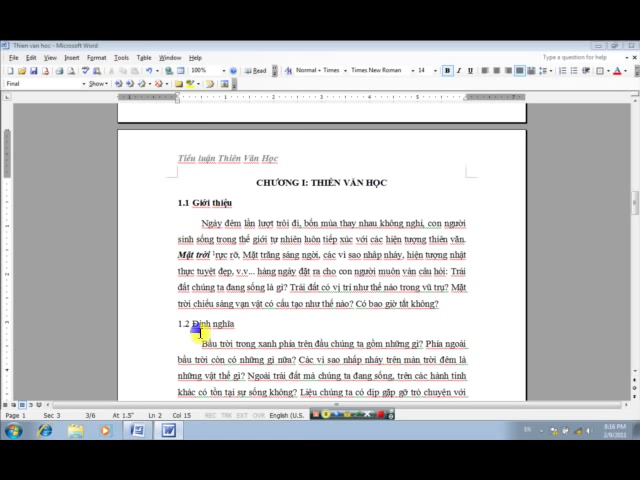 Thien van hoc - Microsoft Word
File Edit View Insert Format Tools Table Window Help
Type a question for help
100% Read Normal + Times Times New Roman 14 B I U
Final Show
Tiểu luận Thiên Văn Học
CHƯƠNG I: THIÊN VĂN HỌC
1.1 Giới thiệu
Ngày đêm lần lượt trôi đi, bốn mùa thay nhau không nghỉ, con người
sinh sống trong thế giới tự nhiên luôn tiếp xúc với các hiện tượng thiên văn.
Mặt trời rực rỡ, Mặt trăng sáng ngời, các vì sao nhấp nháy, hiện tượng nhật
thực tuyệt đẹp, v.v... hàng ngày đặt ra cho con người muôn vàn câu hỏi: Trái
đất chúng ta đang sống là gì? Trái đất có vị trí như thế nào trong vũ trụ? Mặt
trời chiếu sáng vạn vật có cấu tạo như thế nào? Có bao giờ tắt không?
1.2 Định nghĩa
Bầu trời trong xanh phía trên đầu chúng ta gồm những gì? Phía ngoài
bầu trời còn có những gì nữa? Các vì sao nhấp nháy trên màn trời đêm là
những vật thể gì? Ngoài trái đất mà chúng ta đang sống, trên các hành tinh
khác có tồn tại sự sống không? Liệu chúng ta có dịp gặp gỡ trò chuyện với
Page 1 Sec 3 3/6 At 1.5" Ln 2 Col 15 REC TRK EXT OVR English (U.S.
EN 8:16 PM
2/9/2011